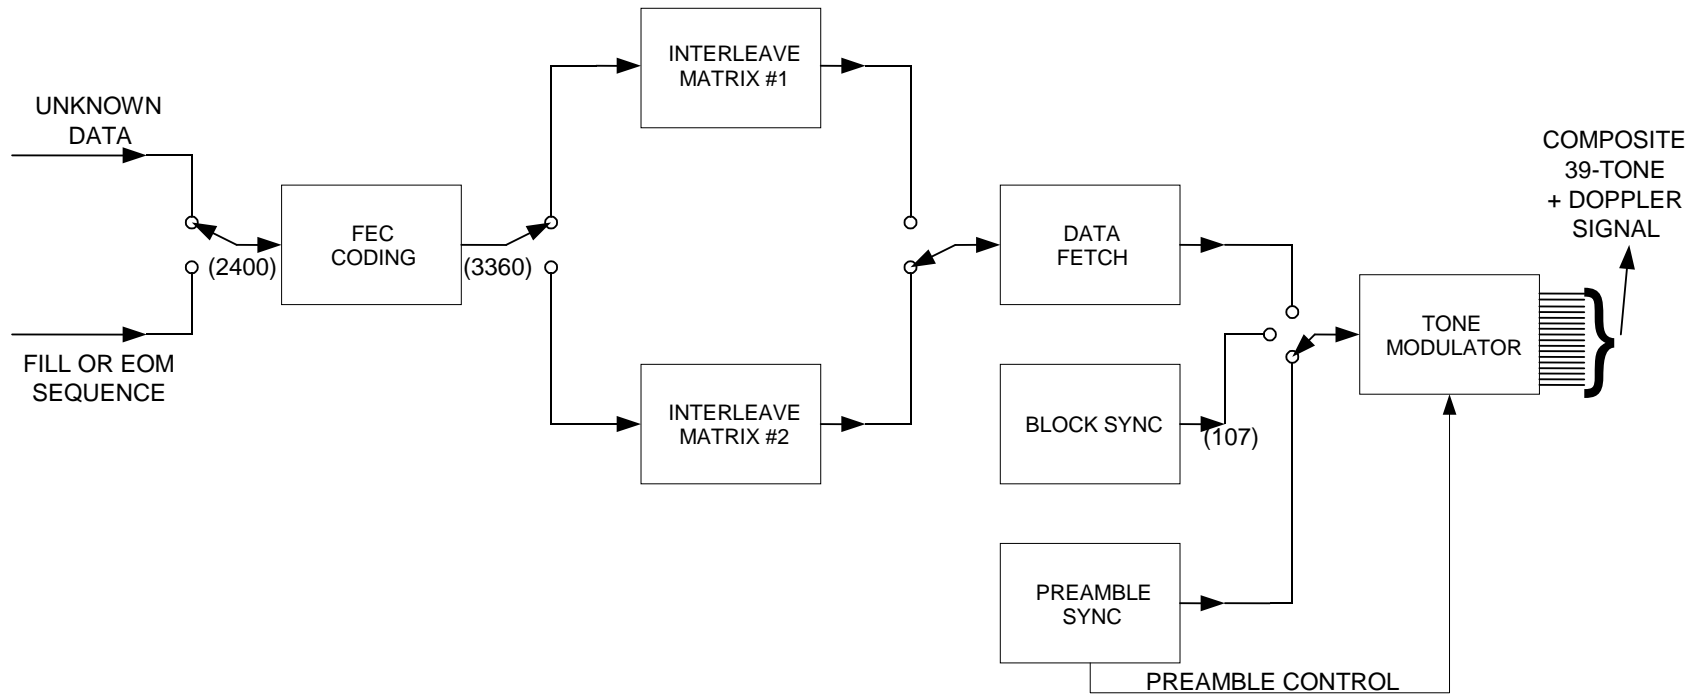 UNKNOWN
DATA
FILL OR EOM
SEQUENCE
(2400)
FEC
CODING
(3360)
INTERLEAVE
MATRIX #1
INTERLEAVE
MATRIX #2
DATA
FETCH
BLOCK SYNC
(107)
PREAMBLE
SYNC
PREAMBLE CONTROL
TONE
MODULATOR
COMPOSITE
39-TONE
+ DOPPLER
SIGNAL